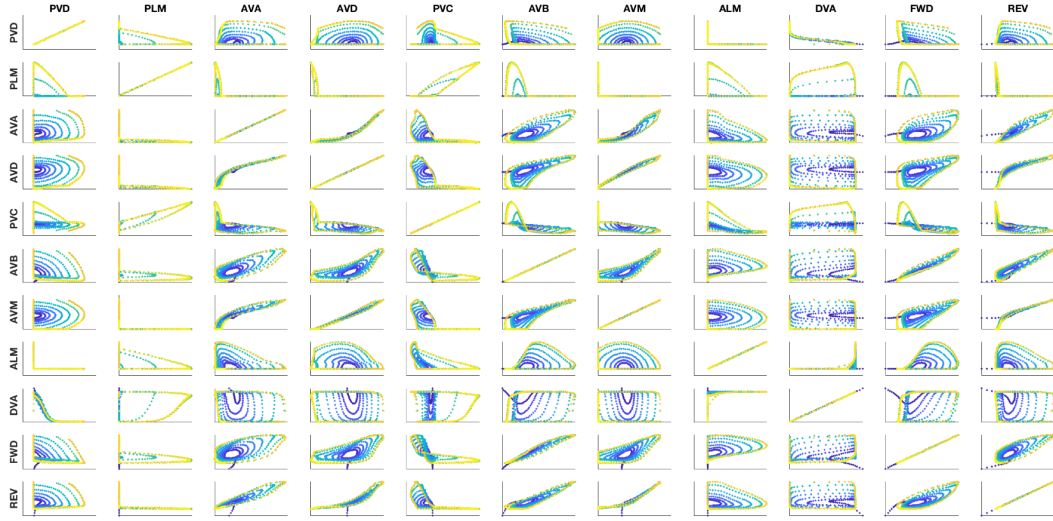 PVD PLM AVA AVD PVC AVB AVM ALM DVA FWD REV
PVD
PLM
AVA
AVD
PVC
AVB
AVM
ALM
DVA
FWD
REV